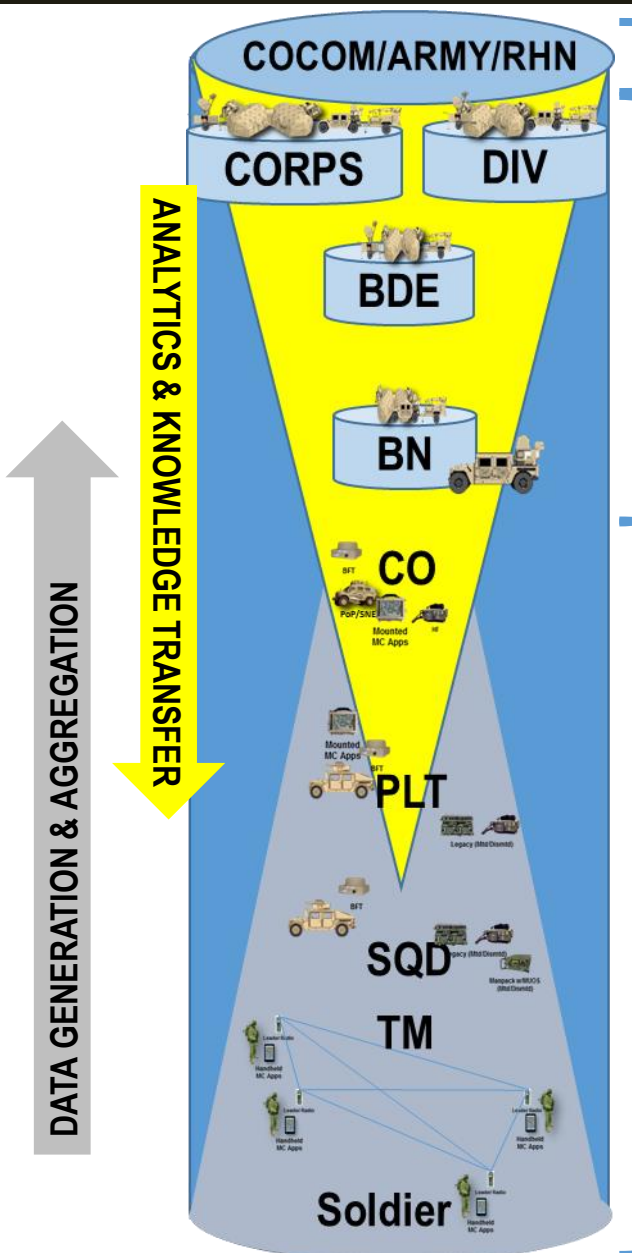 COCOM/ARMY/RHN
CORPS
DIV
BDE
BN
ANALYTICS & KNOWLEDGE TRANSFER
DATA GENERATION & AGGREGATION
CO
BFT
PoP/SNE
Mounted
MC Apps
Mounted
MC Apps
BFT
PLT
Legacy (Mtd/Dismtd)
BFT
SQD
Legacy (Mtd/Dismtd)
Manpack w/MUOS
(Mtd/Dismtd)
TM
Leader Radio
Handheld
MC Apps
Leader Radio
Handheld
MC Apps
Leader Radio
Handheld
MC Apps
Leader Radio
Handheld
MC Apps
Soldier